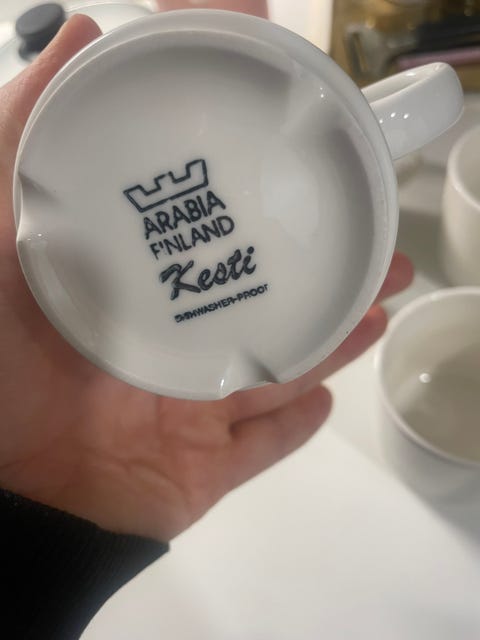 ARABIA
FINLAND
Kesti
DISHWASHER-PROOF